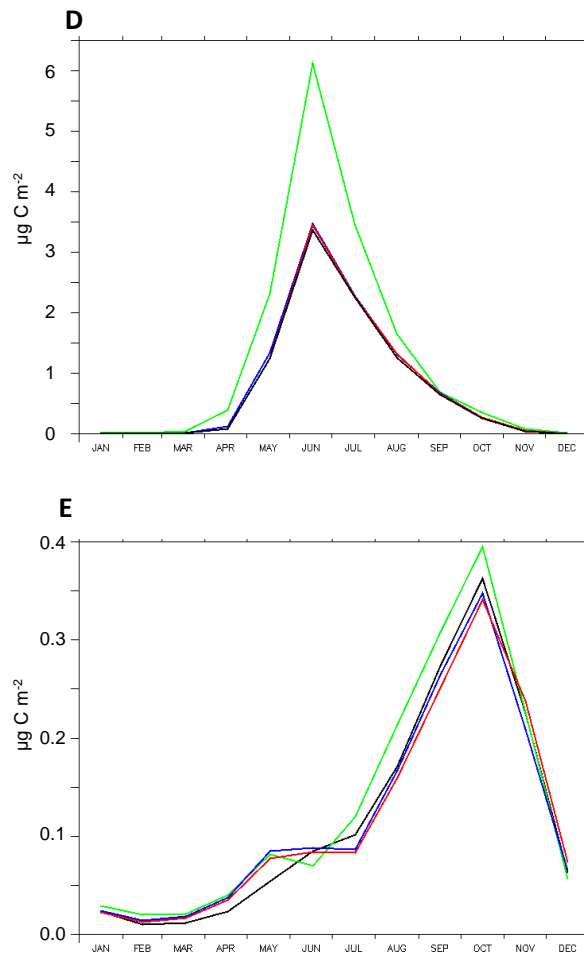 D
µg C m-2
6
5
4
3
2
1
0
JAN FEB MAR APR MAY JUN JUL AUG SEP OCT NOV DEC
E
µg C m-2
0.4
0.3
0.2
0.1
0.0
JAN FEB MAR APR MAY JUN JUL AUG SEP OCT NOV DEC